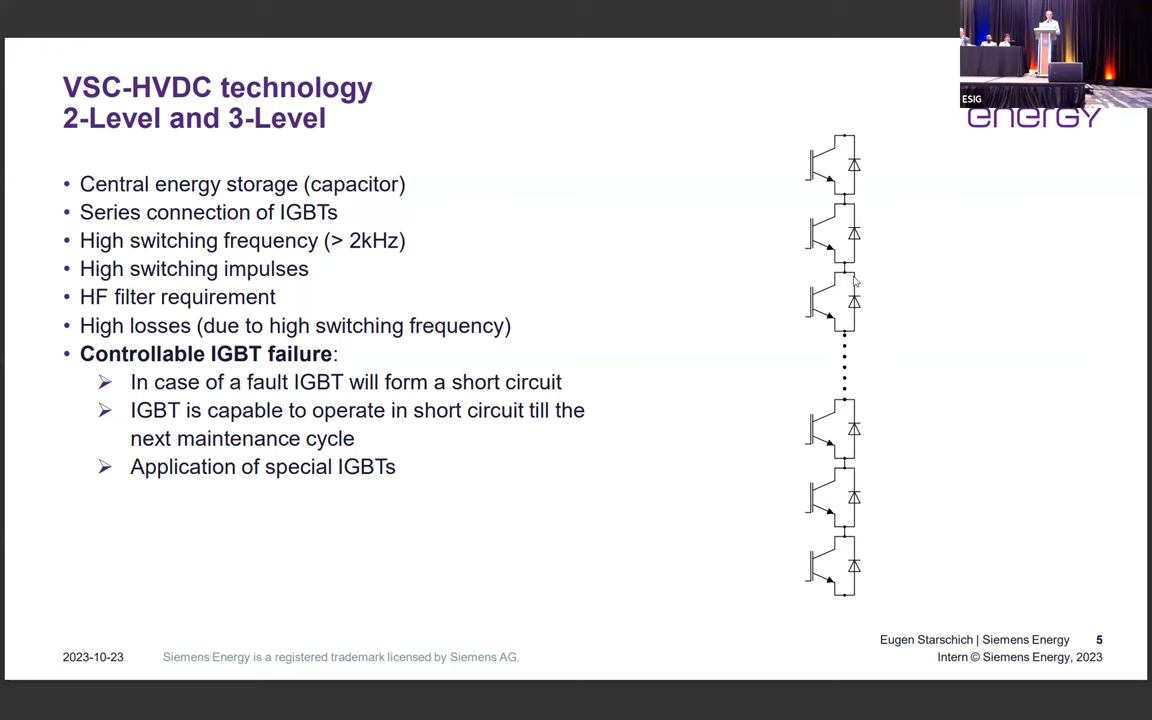 VSC-HVDC technology
2-Level and 3-Level
ESIG
energy
• Central energy storage (capacitor)
• Series connection of IGBTs
• High switching frequency (> 2kHz)
• High switching impulses
• HF filter requirement
• High losses (due to high switching frequency)
• Controllable IGBT failure:
➢ In case of a fault IGBT will form a short circuit
➢ IGBT is capable to operate in short circuit till the
next maintenance cycle
➢ Application of special IGBTs
Eugen Starschich | Siemens Energy 5
2023-10-23 Siemens Energy is a registered trademark licensed by Siemens AG. Intern © Siemens Energy, 2023